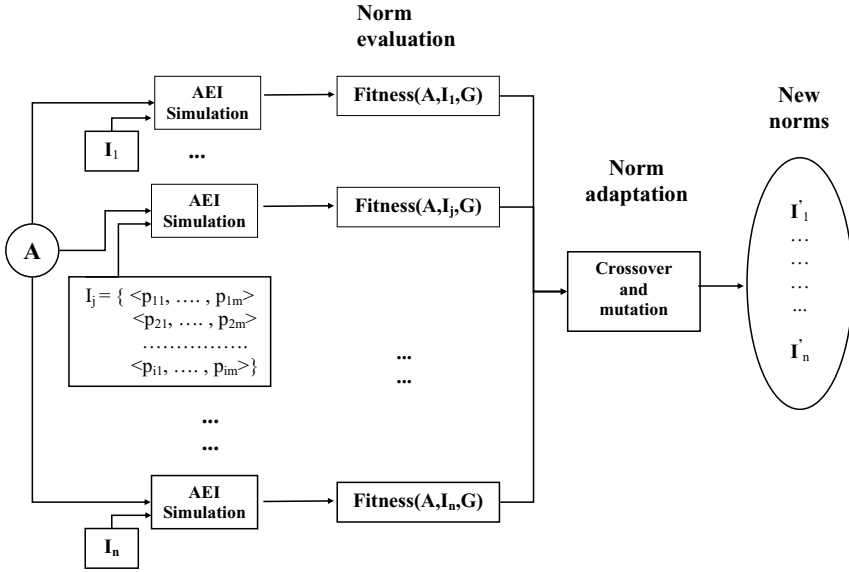 Norm
evaluation
AEI
Simulation
Fitness(A,I₁,G)
New
norms
I₁
...
Norm
adaptation
AEI
Simulation
Fitness(A,Iⱼ,G)
A
I'₁
...
...
...
I'ₙ
Crossover
and
mutation
Iⱼ = { <p₁₁, .... , p₁ₘ>
<p₂₁, .... , p₂ₘ>
................
<pᵢ₁, .... , pᵢₘ>}
...
...
...
...
AEI
Simulation
Fitness(A,Iₙ,G)
Iₙ